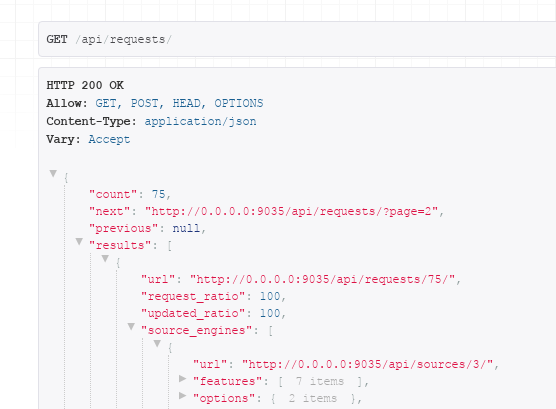 GET /api/requests/
HTTP 200 OK
Allow: GET, POST, HEAD, OPTIONS
Content-Type: application/json
Vary: Accept
{
"count": 75,
"next": "http://0.0.0.0:9035/api/requests/?page=2",
"previous": null,
"results": [
{
"url": "http://0.0.0.0:9035/api/requests/75/",
"request_ratio": 100,
"updated_ratio": 100,
"source_engines": [
{
"url": "http://0.0.0.0:9035/api/sources/3/",
"features": [ 7 items ],
"options": { 2 items },